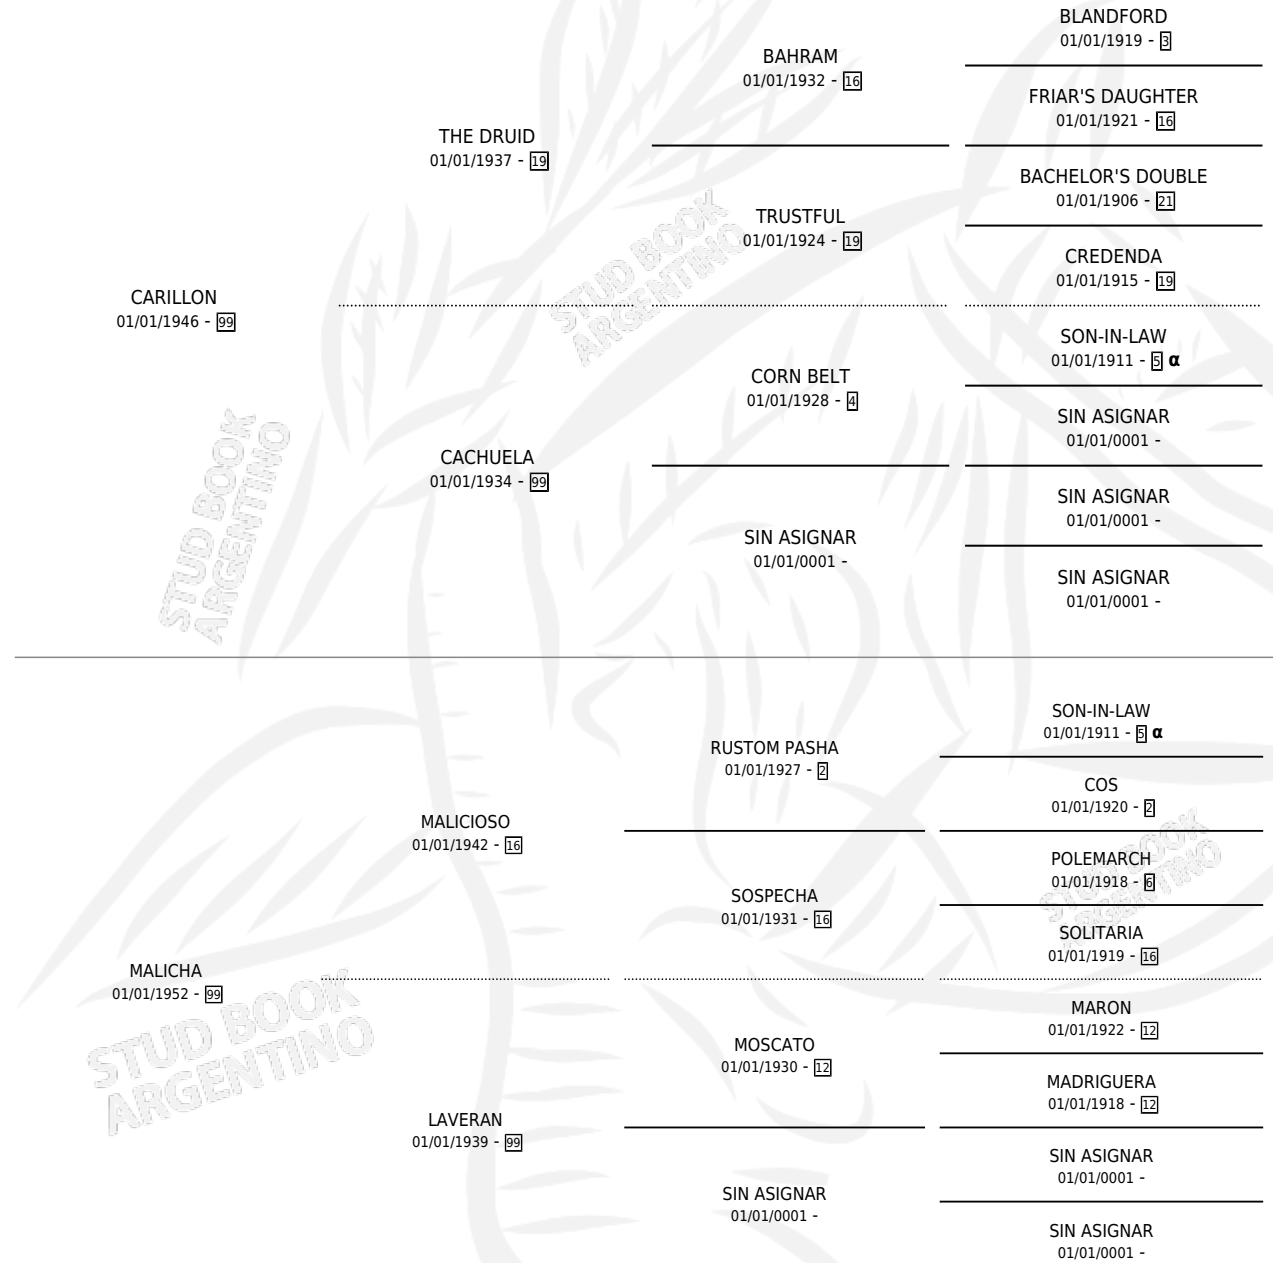 BLANDFORD
01/01/1919 - 3
BAHRAM
01/01/1932 - 16
FRIAR'S DAUGHTER
01/01/1921 - 16
THE DRUID
01/01/1937 - 19
BACHELOR'S DOUBLE
01/01/1906 - 21
TRUSTFUL
01/01/1924 - 19
CREDENDA
01/01/1915 - 19
STUD BOOK
ARGENTINO
CARILLON
01/01/1946 - 99
SON-IN-LAW
01/01/1911 - 5 α
CORN BELT
01/01/1928 - 4
SIN ASIGNAR
01/01/0001 -
CACHUELA
01/01/1934 - 99
SIN ASIGNAR
01/01/0001 -
SIN ASIGNAR
01/01/0001 -
SIN ASIGNAR
01/01/0001 -
STUD BOOK
ARGENTINO
SON-IN-LAW
01/01/1911 - 5 α
RUSTOM PASHA
01/01/1927 - 2
COS
01/01/1920 - 2
MALICIOSO
01/01/1942 - 16
POLEMARCH
01/01/1918 - 6
SOSPECHA
01/01/1931 - 16
SOLITARIA
01/01/1919 - 16
STUD BOOK
ARGENTINO
MALICHA
01/01/1952 - 99
MARON
01/01/1922 - 12
MOSCATO
01/01/1930 - 12
MADRIGUERA
01/01/1918 - 12
STUD BOOK
ARGENTINO
LAVERAN
01/01/1939 - 99
SIN ASIGNAR
01/01/0001 -
SIN ASIGNAR
01/01/0001 -
SIN ASIGNAR
01/01/0001 -